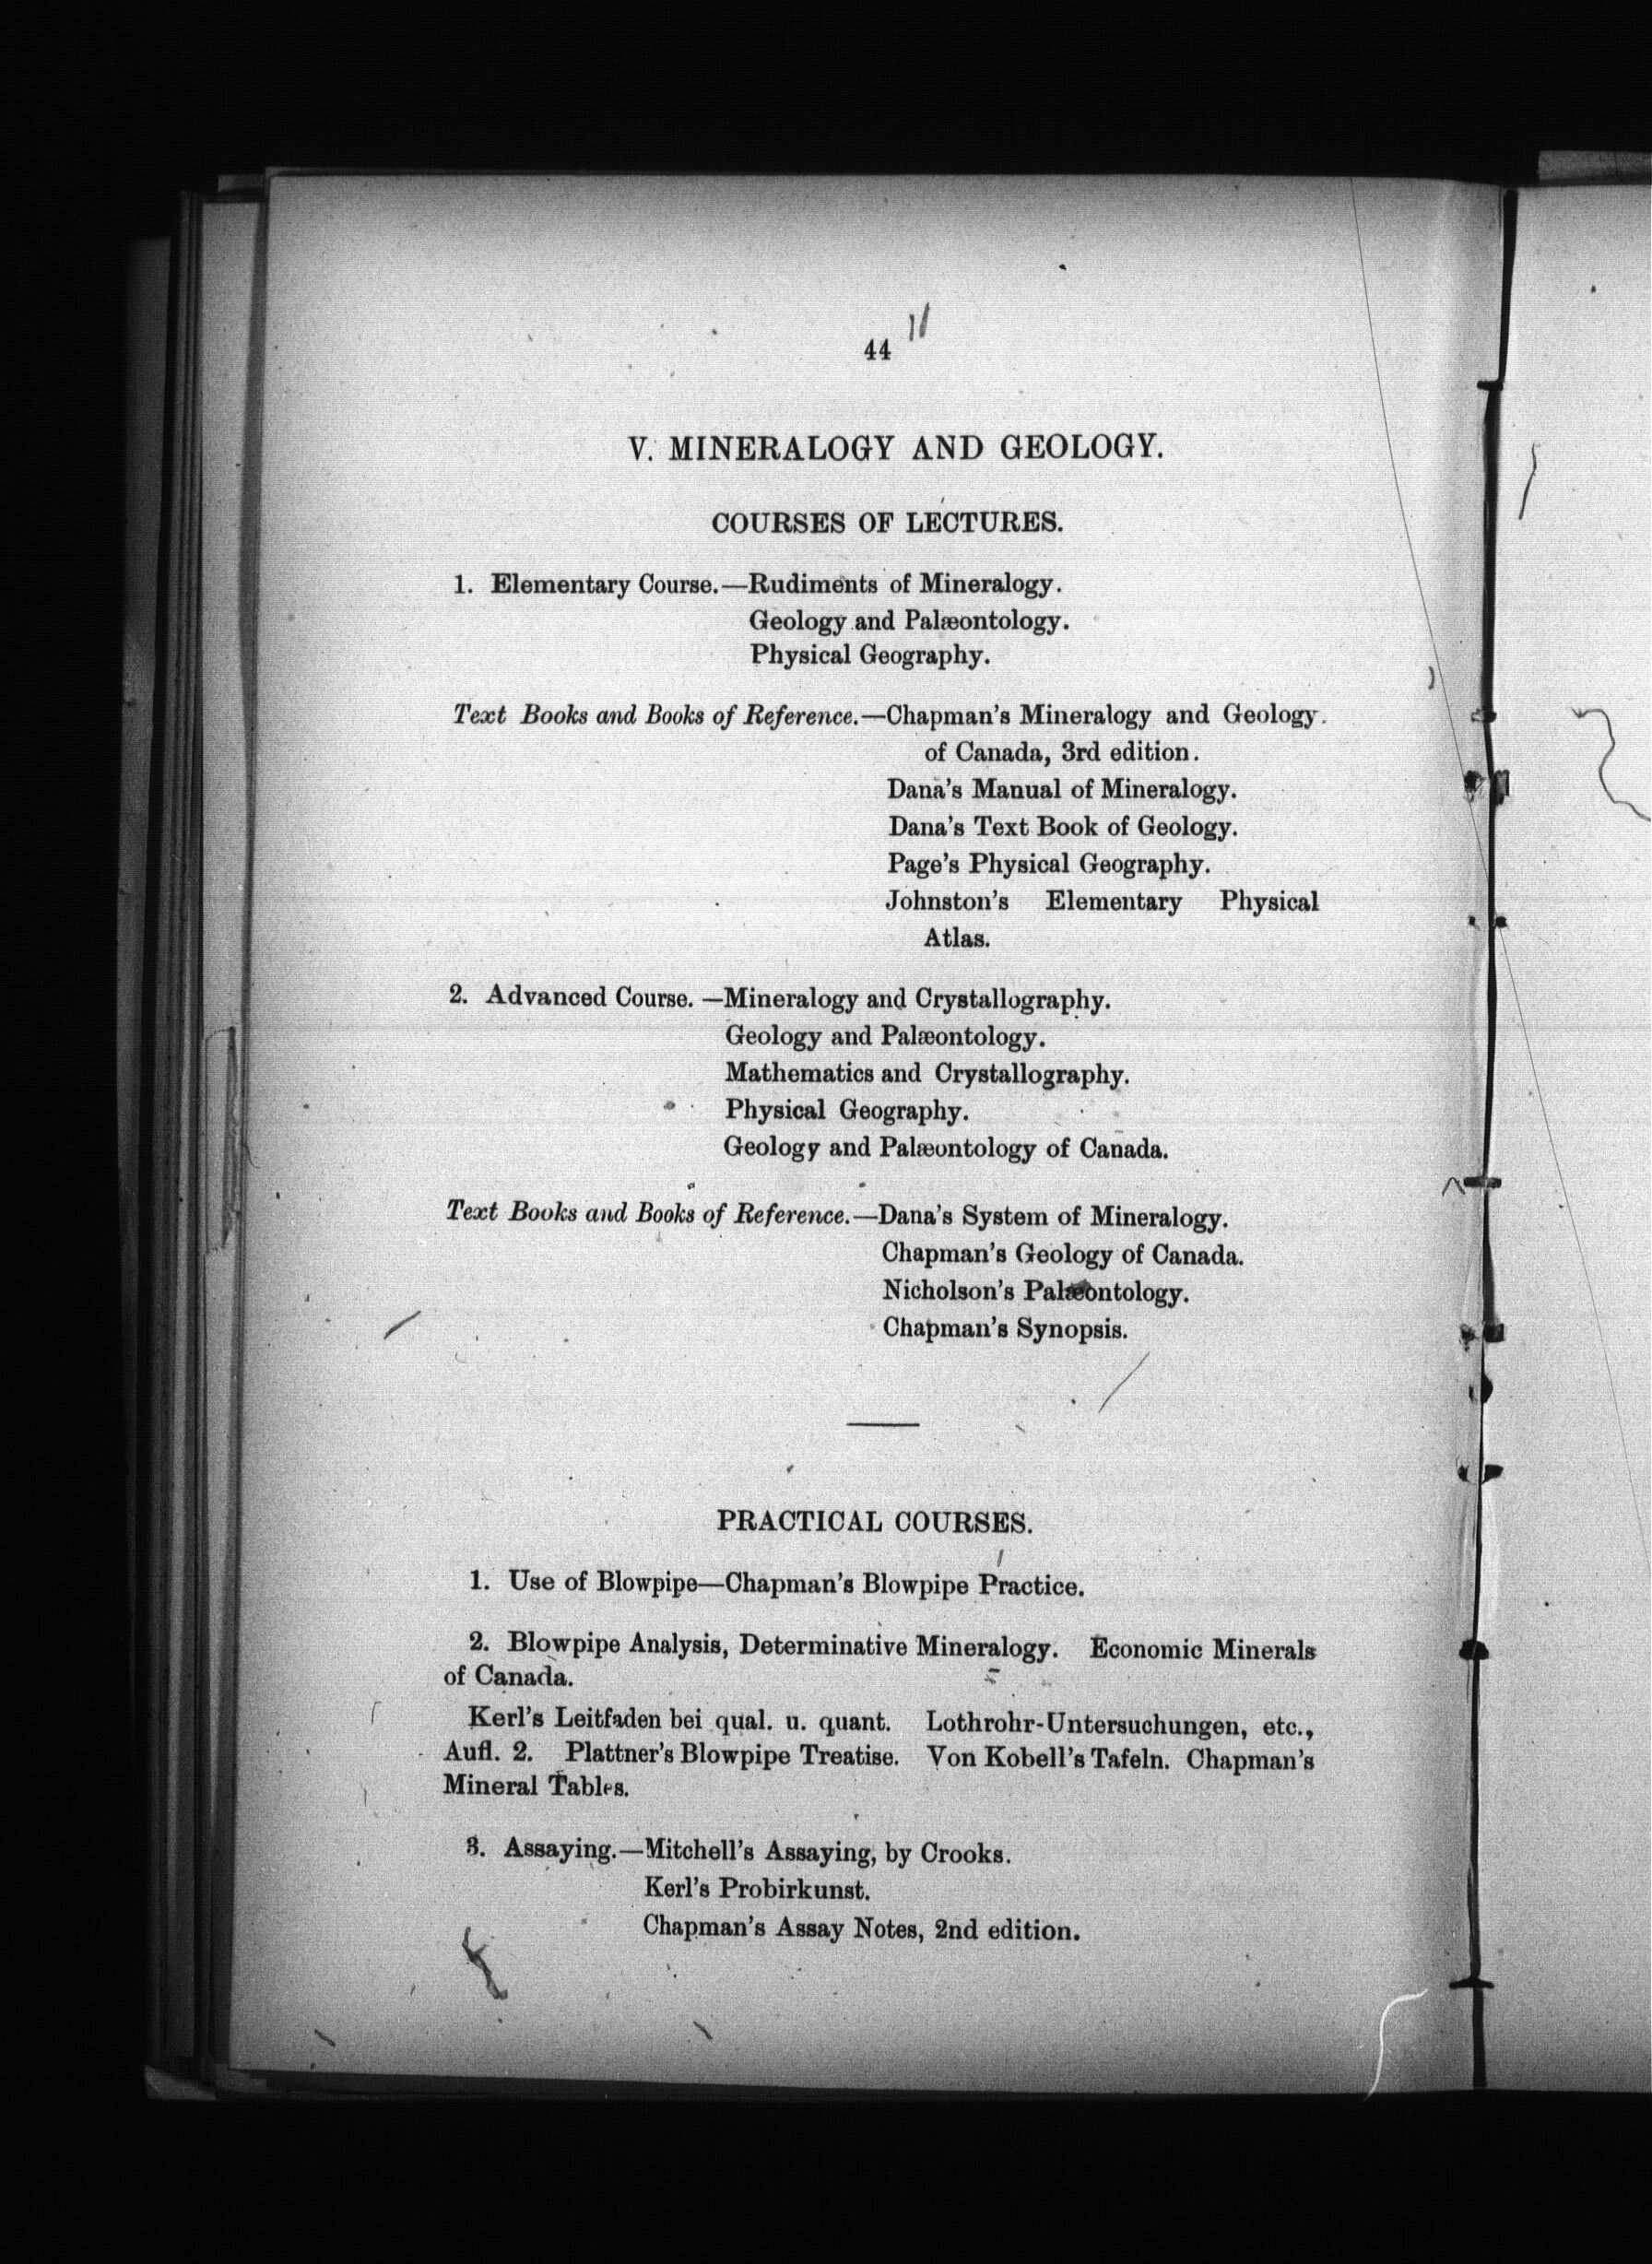 44
V. MINERALOGY AND GEOLOGY.
COURSES OF LECTURES.
1. Elementary Course.—Rudiments of Mineralogy.
Geology and Palæontology.
Physical Geography.
Text Books and Books of Reference.—Chapman's Mineralogy and Geology.
of Canada, 3rd edition.
Dana's Manual of Mineralogy.
Dana's Text Book of Geology.
Page's Physical Geography.
Johnston's Elementary Physical
Atlas.
2. Advanced Course.—Mineralogy and Crystallography.
Geology and Palæontology.
Mathematics and Crystallography.
Physical Geography.
Geology and Palæontology of Canada.
Text Books and Books of Reference.—Dana's System of Mineralogy.
Chapman's Geology of Canada.
Nicholson's Palæontology.
Chapman's Synopsis.
PRACTICAL COURSES.
1. Use of Blowpipe—Chapman's Blowpipe Practice.
2. Blowpipe Analysis, Determinative Mineralogy. Economic Minerals
of Canada.
Kerl's Leitfaden bei qual. u. quant. Lothrohr-Untersuchungen, etc.,
Aufl. 2. Plattner's Blowpipe Treatise. Von Kobell's Tafeln. Chapman's
Mineral Tables.
3. Assaying.—Mitchell's Assaying, by Crooks.
Kerl's Probirkunst.
Chapman's Assay Notes, 2nd edition.